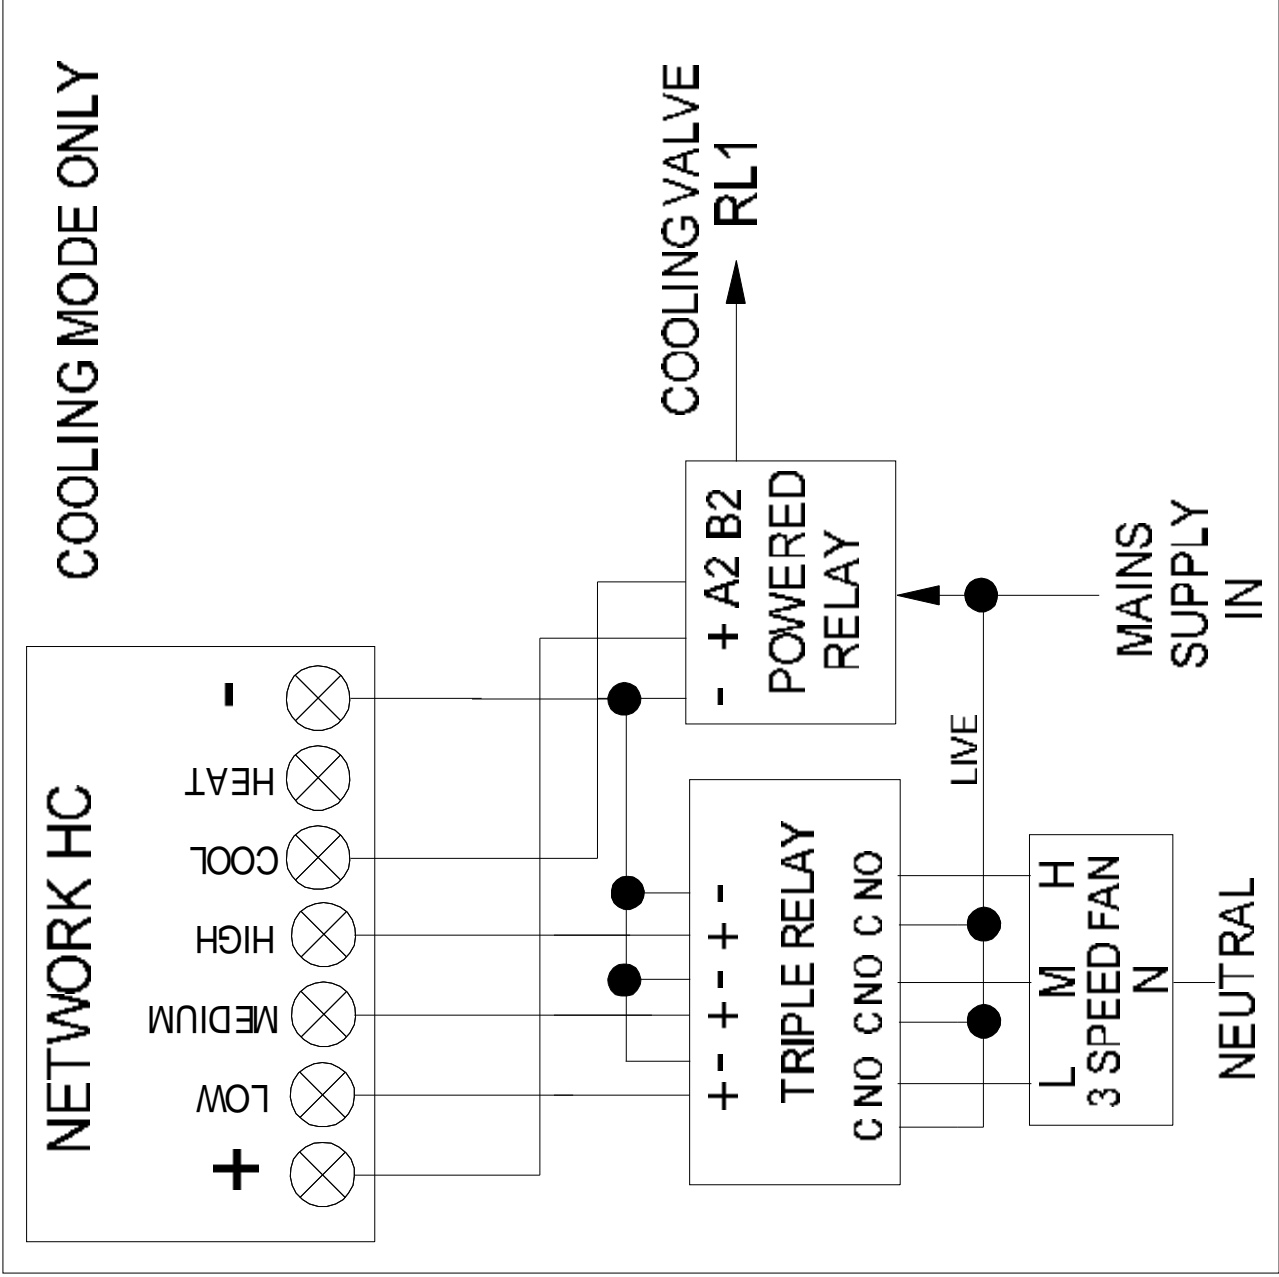 COOLING MODE ONLY
NETWORK HC
+
LOW
MEDIUM
HIGH
COOL
HEAT
-
+ - + - + -
TRIPLE RELAY
C NO C NO C NO
- + A2 B2
POWERED
RELAY
COOLING VALVE
RL1
LIVE
L M H
3 SPEED FAN
N
NEUTRAL
MAINS
SUPPLY
IN